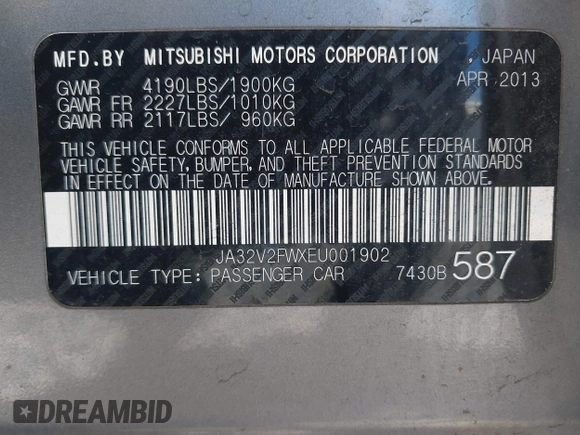 MFD.BY MITSUBISHI MOTORS CORPORATION , JAPAN
APR 2013
GVWR 4190LBS/1900KG
GAWR FR 2227LBS/1010KG
GAWR RR 2117LBS/ 960KG
THIS VEHICLE CONFORMS TO ALL APPLICABLE FEDERAL MOTOR
VEHICLE SAFETY, BUMPER, AND THEFT PREVENTION STANDARDS
IN EFFECT ON THE DATE OF MANUFACTURE SHOWN ABOVE.
JA32V2FWXEU001902
VEHICLE TYPE: PASSENGER CAR 7430B 587
DREAMBID